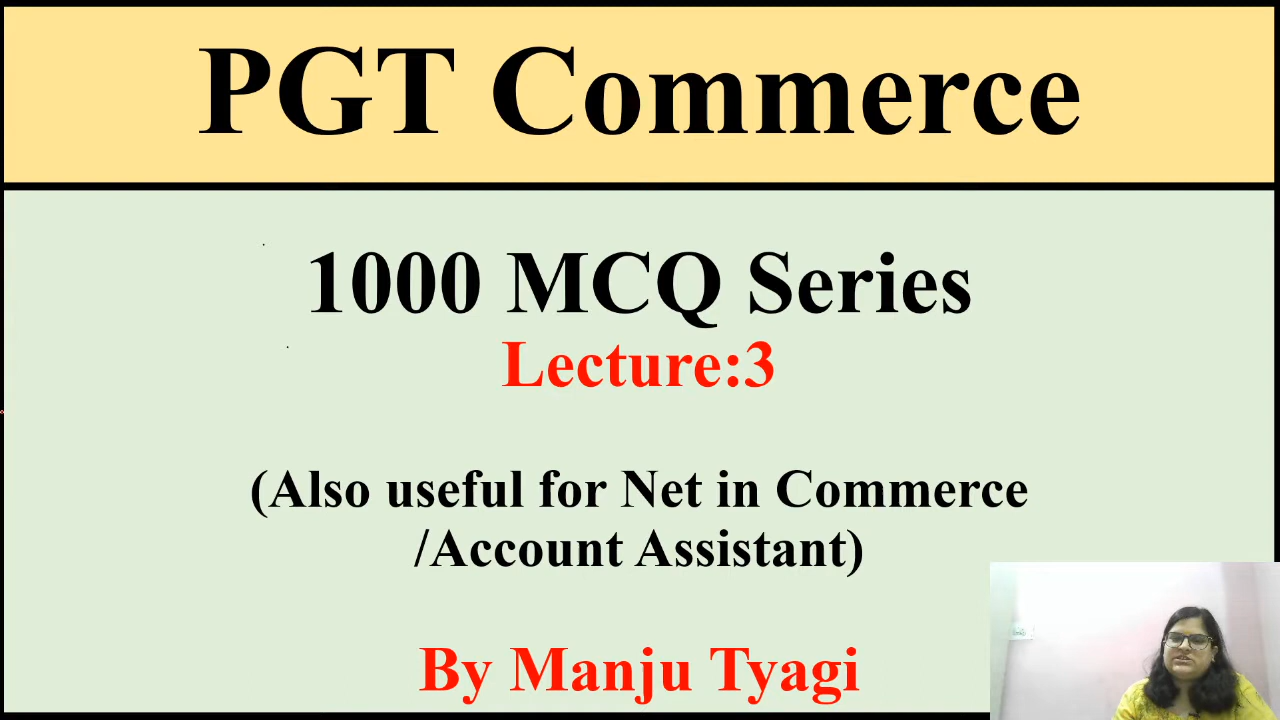 PGT Commerce
1000 MCQ Series
Lecture:3
(Also useful for Net in Commerce
/Account Assistant)
By Manju Tyagi